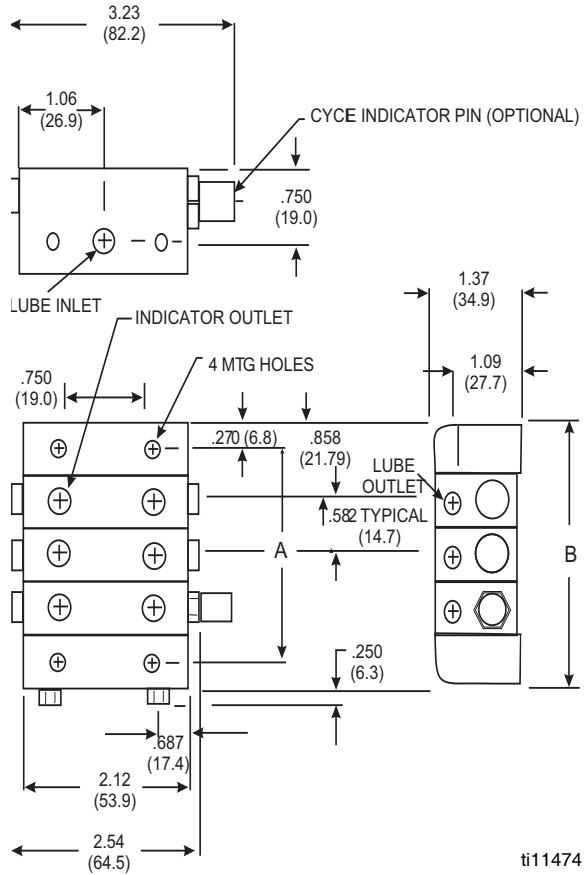 3.23
(82.2)
1.06
(26.9)
CYCE INDICATOR PIN (OPTIONAL)
.750
(19.0)
LUBE INLET
1.37
(34.9)
INDICATOR OUTLET
.750
(19.0)
4 MTG HOLES
1.09
(27.7)
.270 (6.8)
.858
(21.79)
LUBE
OUTLET
.582 TYPICAL
(14.7)
A
B
.250
(6.3)
.687
(17.4)
2.12
(53.9)
2.54
(64.5)
ti11474